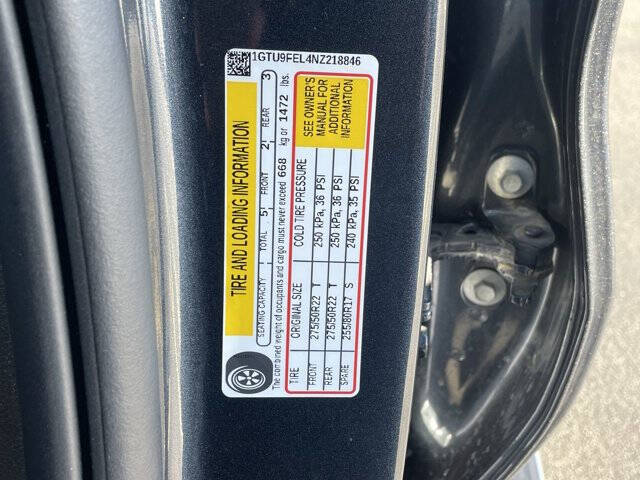 1GTU9FEL4NZ218846
TIRE AND LOADING INFORMATION
SEATING CAPACITY | TOTAL 5 | FRONT 2 | REAR 3
The combined weight of occupants and cargo must never exceed 668 kg or 1472 lbs.
TIRE ORIGINAL SIZE COLD TIRE PRESSURE
FRONT 275/50R22 T 250 kPa, 36 PSI
REAR 275/50R22 T 250 kPa, 36 PSI
SPARE 255/80R17 S 240 kPa, 35 PSI
SEE OWNER'S
MANUAL FOR
ADDITIONAL
INFORMATION